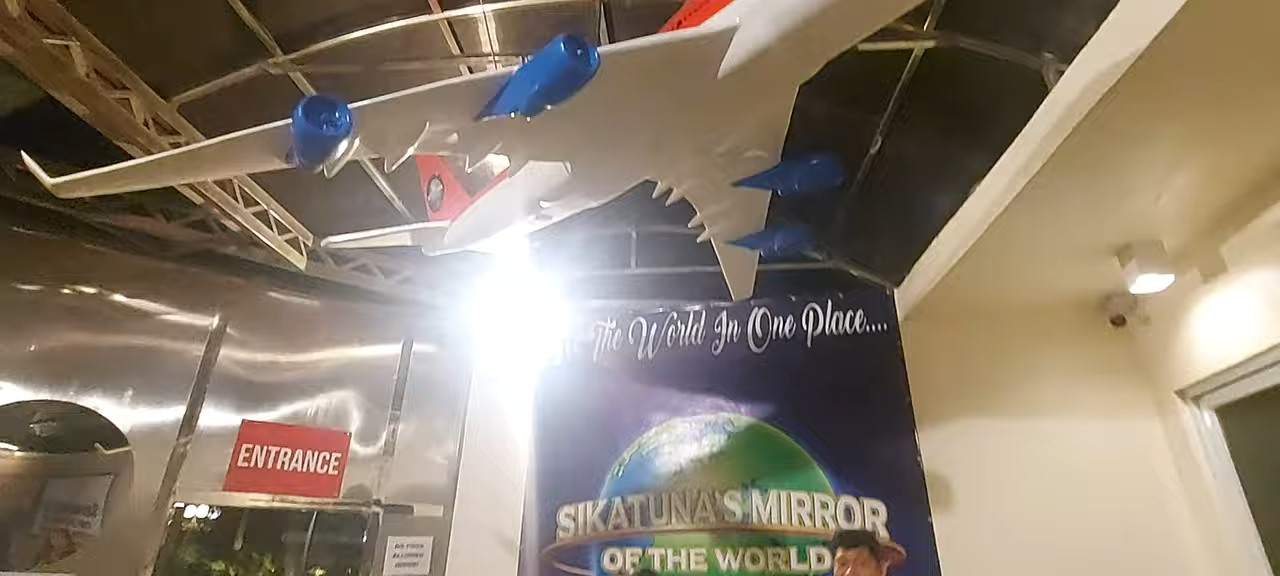 The World In One Place....
ENTRANCE
SIKATUNA'S MIRROR
OF THE WORLD